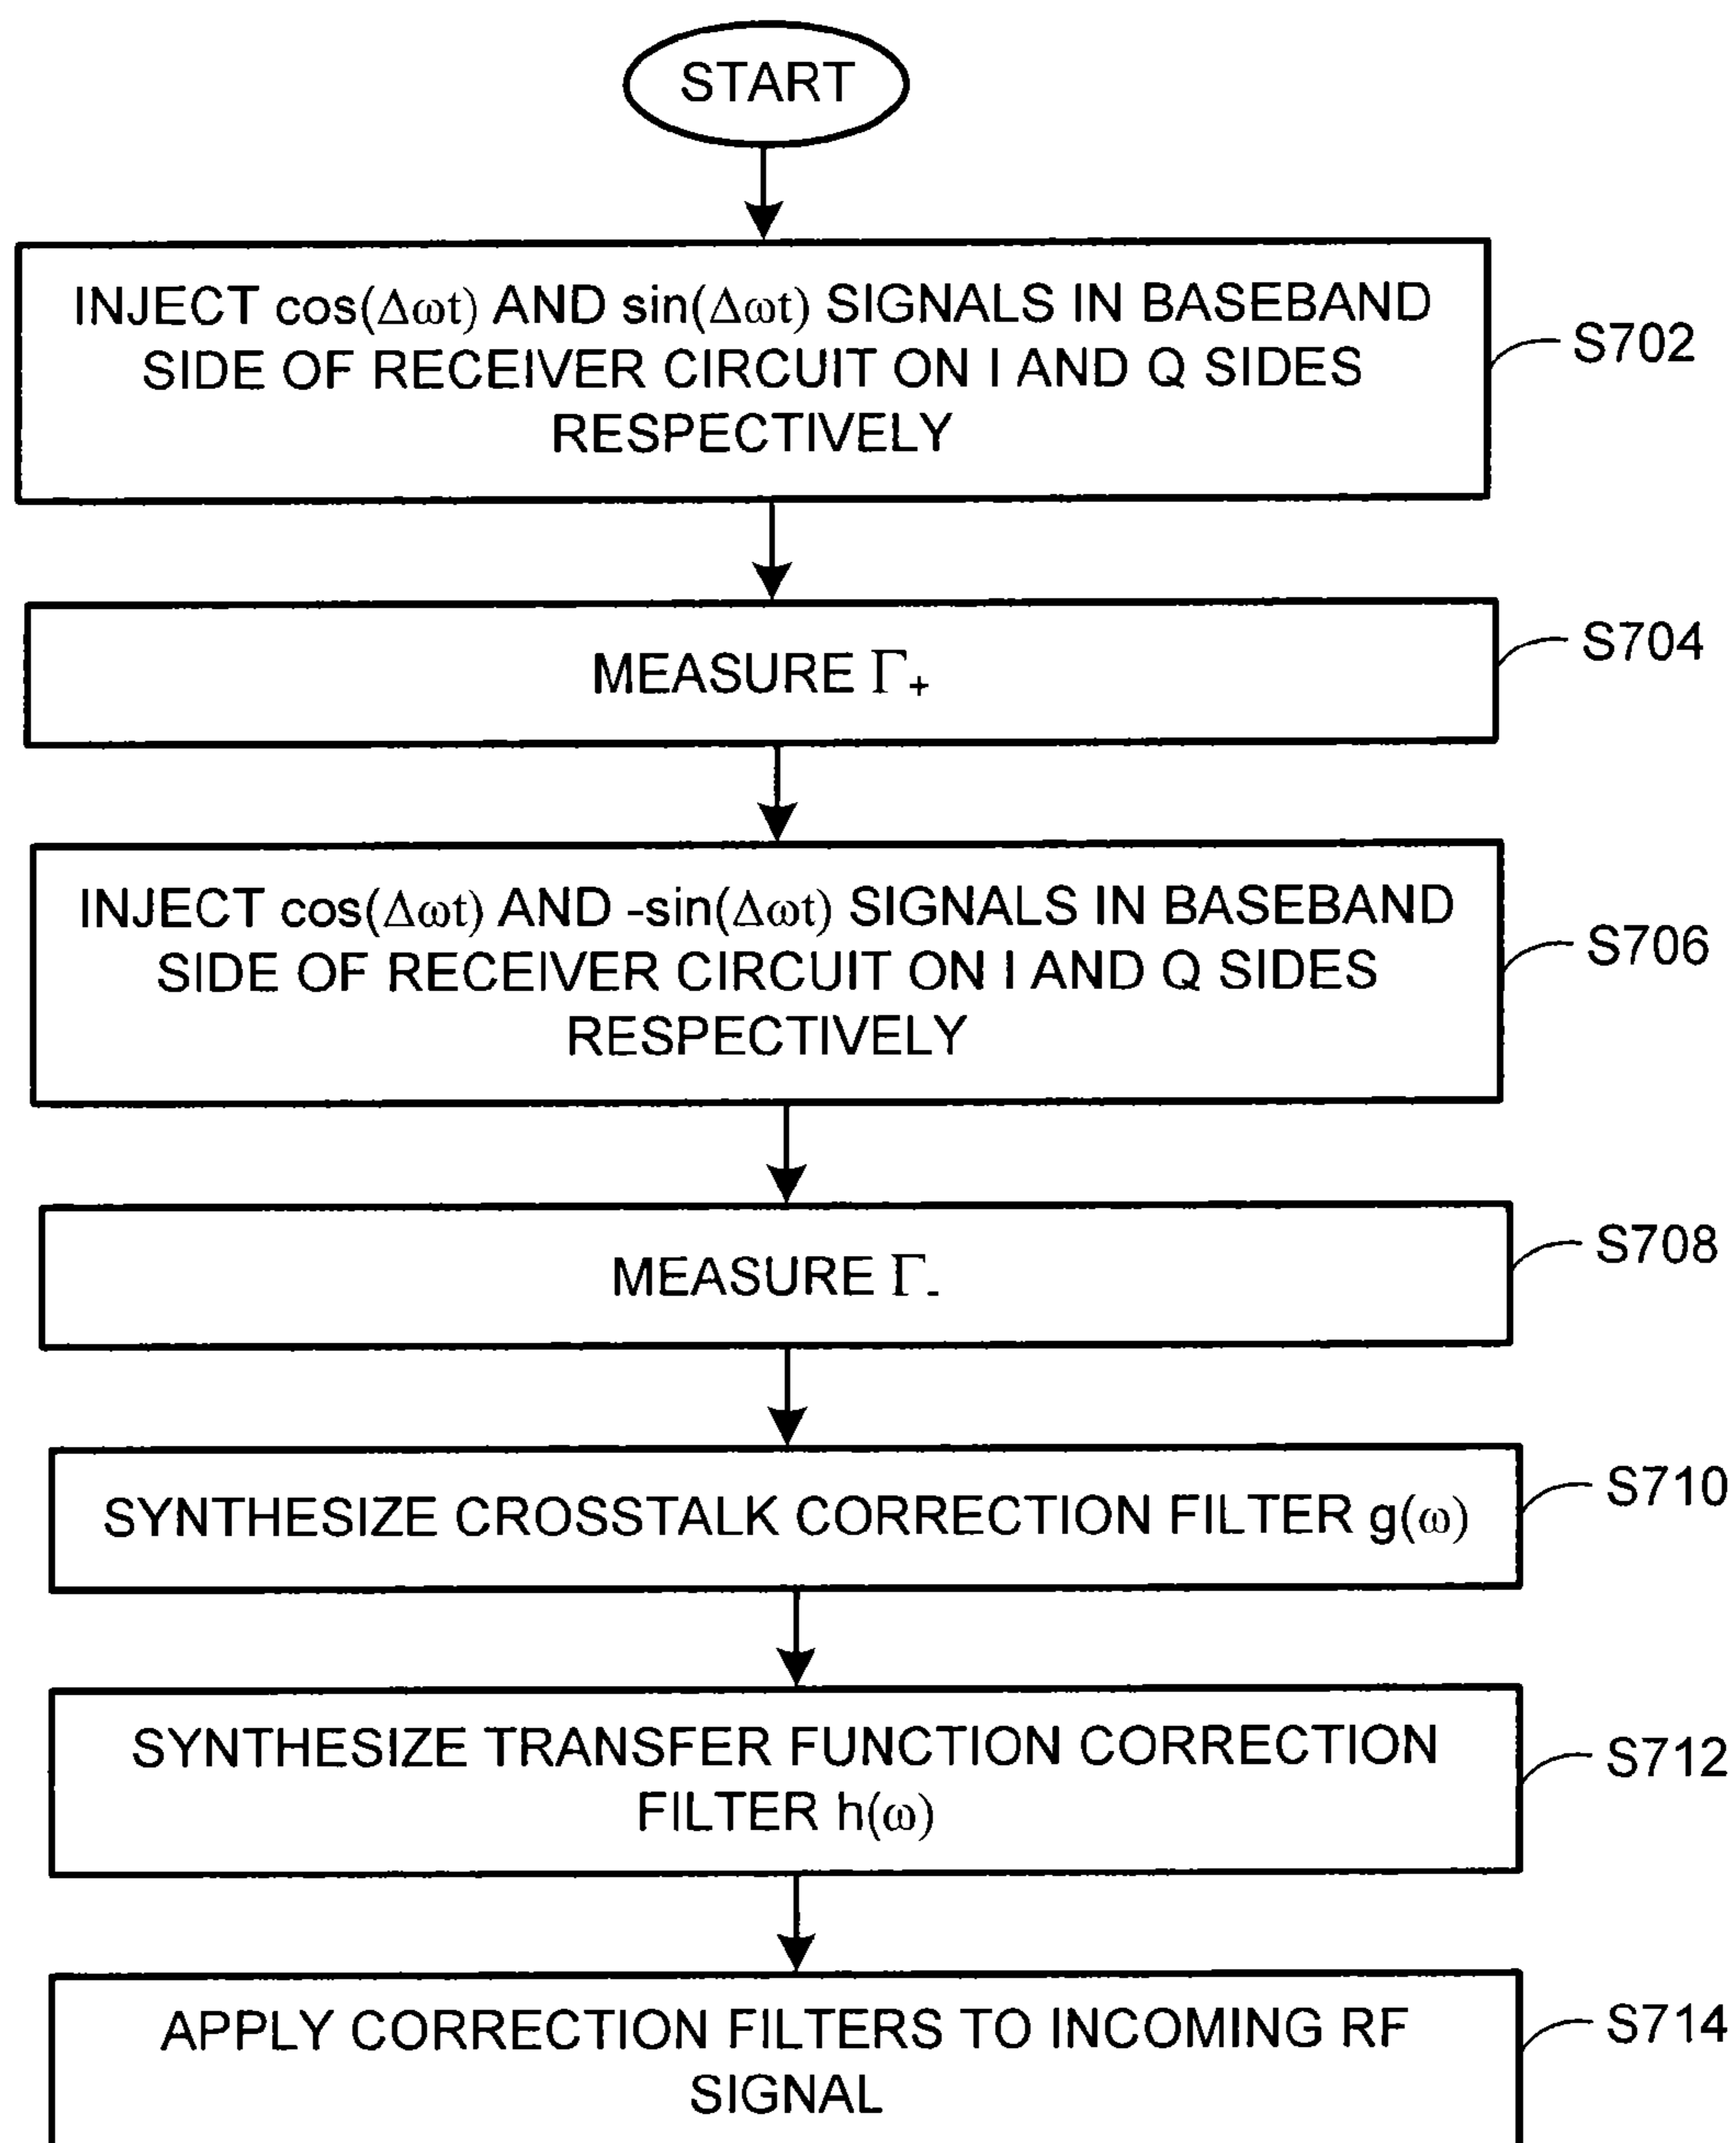 START
INJECT cos(Δωt) AND sin(Δωt) SIGNALS IN BASEBAND
SIDE OF RECEIVER CIRCUIT ON I AND Q SIDES
RESPECTIVELY
S702
MEASURE Γ+
S704
INJECT cos(Δωt) AND -sin(Δωt) SIGNALS IN BASEBAND
SIDE OF RECEIVER CIRCUIT ON I AND Q SIDES
RESPECTIVELY
S706
MEASURE Γ-
S708
SYNTHESIZE CROSSTALK CORRECTION FILTER g(ω)
S710
SYNTHESIZE TRANSFER FUNCTION CORRECTION
FILTER h(ω)
S712
APPLY CORRECTION FILTERS TO INCOMING RF
SIGNAL
S714